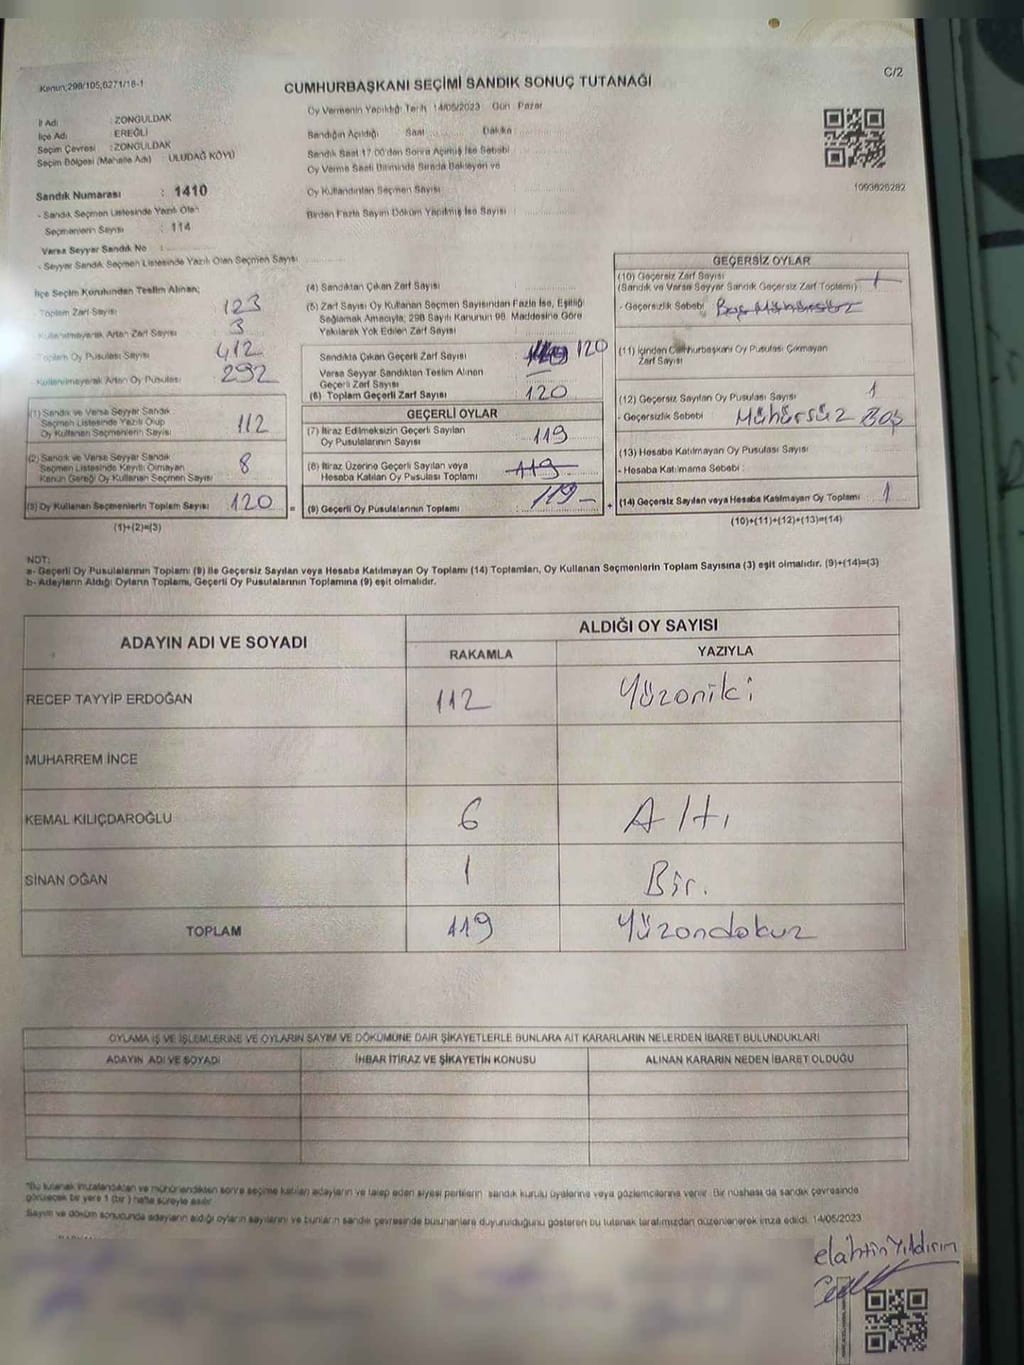 Kanun,298/105,6271/18-1
C/2
CUMHURBAŞKANI SEÇİMİ SANDIK SONUÇ TUTANAĞI
Oy Vermenin Yapıldığı Tarih 14/05/2023 Gün Pazar
İl Adı : ZONGULDAK
İlçe Adı : EREĞLİ
Seçim Çevresi : ZONGULDAK
Seçim Bölgesi (Mahalle Adı) : ULUDAĞ KÖYÜ
Sandık Numarası : 1410
- Sandık Seçmen Listesinde Yazılı Olan
Seçmenlerin Sayısı : 114
Varsa Seyyar Sandık No :
- Seyyar Sandık Seçmen Listesinde Yazılı Olan Seçmen Sayısı
Sandığın Açıldığı Saat Dakika
Sandık Saat 17:00'den Sonra Açılmış İse Sebebi
Oy Verme Saati Bitiminde Sırada Bekleyen ve
Oy Kullandırılan Seçmen Sayısı
Birden Fazla Sayım Döküm Yapılmış İse Sayısı :
1093626282
İlçe Seçim Kurulundan Teslim Alınan;
Toplam Zarf Sayısı 123
Kullanılmayarak Artan Zarf Sayısı 3
Toplam Oy Pusulası Sayısı 412
Kullanılmayarak Artan Oy Pusulası 292
(1) Sandık ve Varsa Seyyar Sandık
Seçmen Listesinde Yazılı Olup
Oy Kullanan Seçmenlerin Sayısı 112
(2) Sandık ve Varsa Seyyar Sandık
Seçmen Listesinde Kayıtlı Olmayan
Kanun Gereği Oy Kullanan Seçmen Sayısı 8
(3) Oy Kullanan Seçmenlerin Toplam Sayısı 120
(1)+(2)=(3)
=
(4) Sandıktan Çıkan Zarf Sayısı :
(5) Zarf Sayısı Oy Kullanan Seçmen Sayısından Fazla İse, Eşitliği
Sağlamak Amacıyla; 298 Sayılı Kanunun 98. Maddesine Göre
Yakılarak Yok Edilen Zarf Sayısı :
Sandıkta Çıkan Geçerli Zarf Sayısı : 120
Varsa Seyyar Sandıkten Teslim Alınan
Geçerli Zarf Sayısı : —
(6) Toplam Geçerli Zarf Sayısı : 120
GEÇERLİ OYLAR
(7) İtiraz Edilmeksizin Geçerli Sayılan
Oy Pusulalarının Sayısı : 119
(8) İtiraz Üzerine Geçerli Sayılan veya
Hesaba Katılan Oy Pusulası Toplamı : 119
(9) Geçerli Oy Pusulalarının Toplamı : 119 —
+
GEÇERSİZ OYLAR
(10) Geçersiz Zarf Sayısı
(Sandık ve Varsa Seyyar Sandık Geçersiz Zarf Toplamı) : 1
- Geçersizlik Sebebi : Boş Mühürsüz
(11) İçinden Cumhurbaşkanı Oy Pusulası Çıkmayan
Zarf Sayısı
(12) Geçersiz Sayılan Oy Pusulası Sayısı : 1
- Geçersizlik Sebebi : Mühürsüz Boş
(13) Hesaba Katılmayan Oy Pusulası Sayısı :
- Hesaba Katılmama Sebebi :
(14) Geçersiz Sayılan veya Hesaba Katılmayan Oy Toplamı : 1
(10)+(11)+(12)+(13)=(14)
NOT:
a- Geçerli Oy Pusulalarının Toplamı (9) ile Geçersiz Sayılan veya Hesaba Katılmayan Oy Toplamı (14) Toplamları, Oy Kullanan Seçmenlerin Toplam Sayısına (3) eşit olmalıdır. (9)+(14)=(3)
b- Adayların Aldığı Oyların Toplamı, Geçerli Oy Pusulalarının Toplamına (9) eşit olmalıdır.
ADAYIN ADI VE SOYADI
ALDIĞI OY SAYISI
RAKAMLA YAZIYLA
RECEP TAYYİP ERDOĞAN 112 Yüzoniki
MUHARREM İNCE
KEMAL KILIÇDAROĞLU 6 Altı
SİNAN OĞAN 1 Bir.
TOPLAM 119 Yüzondokuz
OYLAMA İŞ VE İŞLEMLERİNE VE OYLARIN SAYIM VE DÖKÜMÜNE DAİR ŞİKAYETLERLE BUNLARA AİT KARARLARIN NELERDEN İBARET BULUNDUKLARI
ADAYIN ADI VE SOYADI İHBAR İTİRAZ VE ŞİKAYETİN KONUSU ALINAN KARARIN NEDEN İBARET OLDUĞU
*Bu tutanak imzalandıktan ve mühürlendikten sonra seçime katılan adayların ve talep eden siyasi partilerin sandık kurulu üyelerine veya gözlemcilerine verilir. Bir nüshası da sandık çevresinde
görülecek bir yere 1 (bir) hafta süreyle asılır.
Sayım ve döküm sonucunda adayların aldığı oyların sayılarını ve bunların sandık çevresinde bulunanlara duyurulduğunu gösteren bu tutanak tarafımızdan düzenlenerek imza edildi. 14/05/2023
elahtin Yıldırım